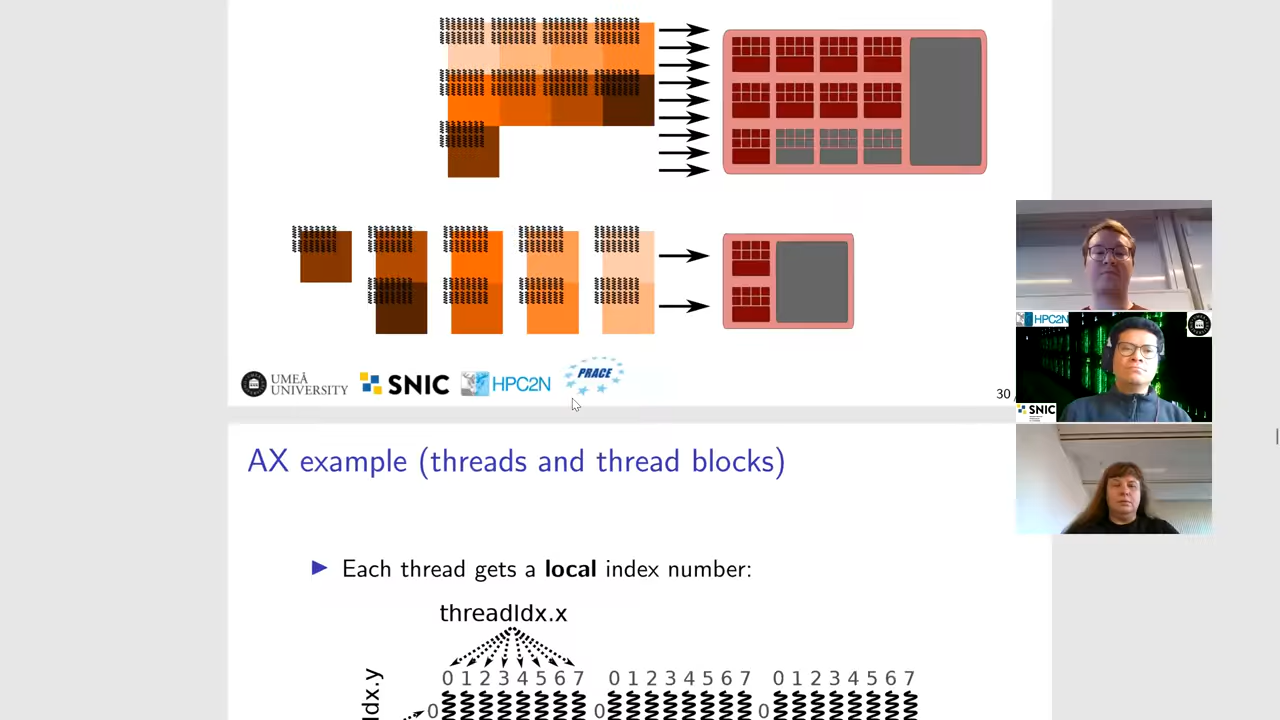 UMEÅ
UNIVERSITY
SNIC
HPC2N
PRACE
30
HPC2N
SNIC
AX example (threads and thread blocks)
Each thread gets a local index number:
threadIdx.x
0 1 2 3 4 5 6 7 0 1 2 3 4 5 6 7 0 1 2 3 4 5 6 7
Idx.y
0 0 0